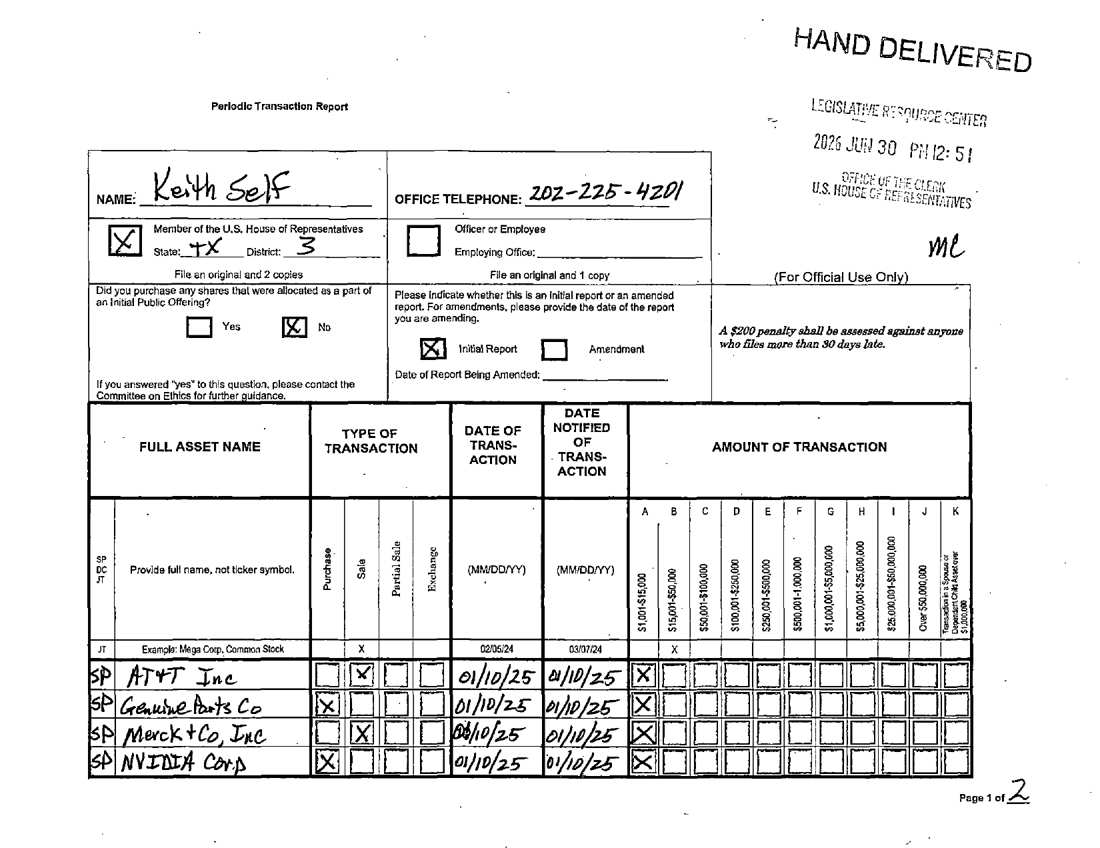 HAND DELIVERED
Periodic Transaction Report
LEGISLATIVE RESOURCE CENTER
2026 JUN 30 PM 12: 51
OFFICE OF THE CLERK
U.S. HOUSE OF REPRESENTATIVES
MC
(For Official Use Only)
NAME: Keith Self
OFFICE TELEPHONE: 202-225-4201
X Member of the U.S. House of Representatives
State: TX District: 3
File an original and 2 copies
Officer or Employee
Employing Office:
File an original and 1 copy
Did you purchase any shares that were allocated as a part of
an Initial Public Offering?
Yes X No
If you answered "yes" to this question, please contact the
Committee on Ethics for further guidance.
Please indicate whether this is an initial report or an amended
report. For amendments, please provide the date of the report
you are amending.
X Initial Report Amendment
Date of Report Being Amended:
A $200 penalty shall be assessed against anyone
who files more than 30 days late.
FULL ASSET NAME
TYPE OF
TRANSACTION
DATE OF
TRANS-
ACTION
DATE
NOTIFIED
OF
TRANS-
ACTION
AMOUNT OF TRANSACTION
A B C D E F G H I J K
SP
DC
JT
Provide full name, not ticker symbol.
Purchase
Sale
Partial Sale
Exchange
(MM/DD/YY)
(MM/DD/YY)
$1,001-$15,000
$15,001-$50,000
$50,001-$100,000
$100,001-$250,000
$250,001-$500,000
$500,001-1,000,000
$1,000,001-$5,000,000
$5,000,001-$25,000,000
$25,000,001-$50,000,000
Over $50,000,000
Transaction in a Spouse or
Dependent Child Asset over
$1,000,000
JT Example: Mega Corp, Common Stock X 02/05/24 03/07/24 X
SP AT&T Inc X 01/10/25 01/10/25 X
SP Genuine Parts Co X 01/10/25 01/10/25 X
SP Merck + Co, Inc X 01/10/25 01/10/25 X
SP NVIDIA Corp X 01/10/25 01/10/25 X
Page 1 of 2